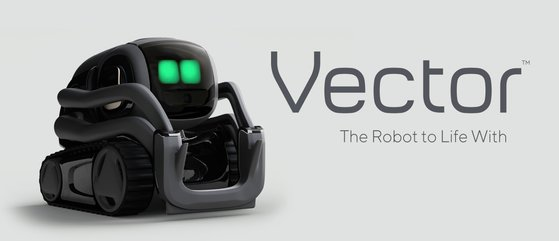 Vector™
The Robot to Life With